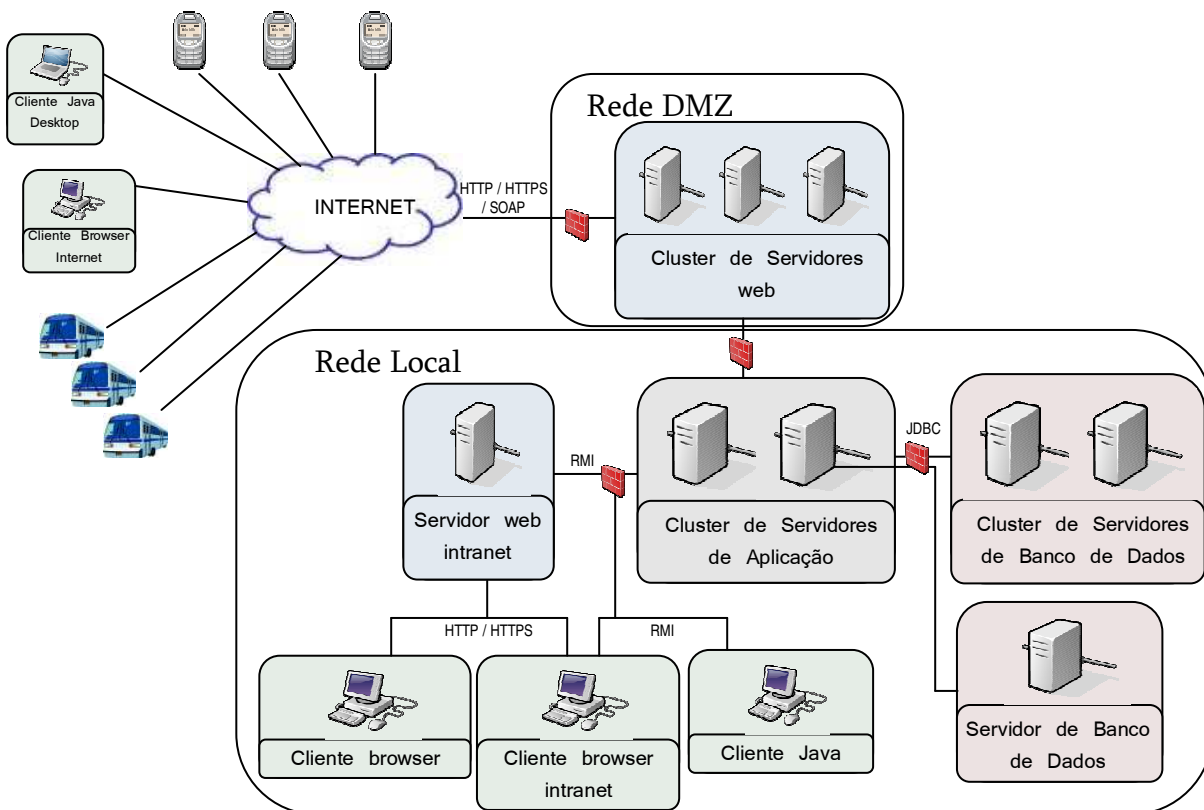 Cliente Java
Desktop
Rede DMZ
INTERNET
HTTP / HTTPS
/ SOAP
Cliente Browser
Internet
Cluster de Servidores
web
Rede Local
RMI
JDBC
Servidor web
intranet
Cluster de Servidores
de Aplicação
Cluster de Servidores
de Banco de Dados
HTTP / HTTPS
RMI
Cliente browser
Cliente browser
intranet
Cliente Java
Servidor de Banco
de Dados